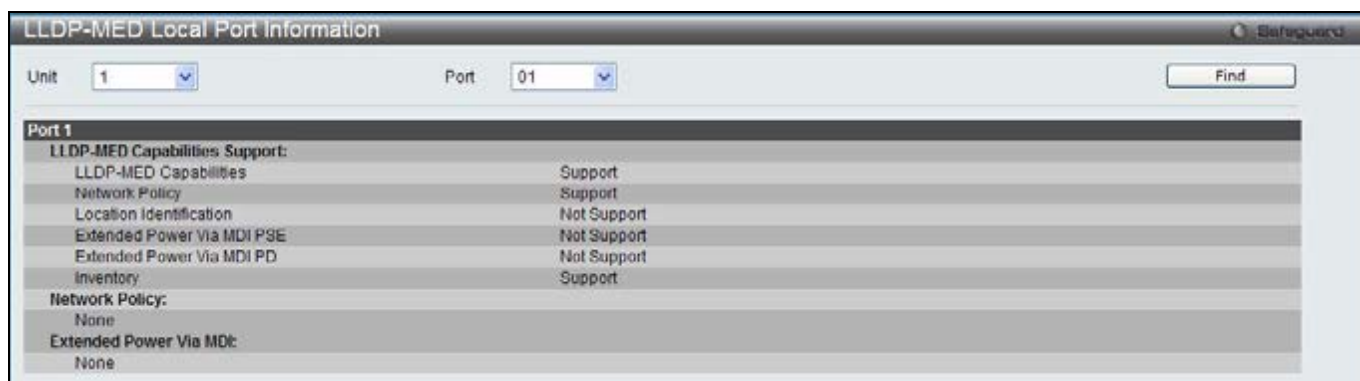 LLDP-MED Local Port Information Safeguard
Unit 1 Port 01 Find
Port 1
LLDP-MED Capabilities Support:
LLDP-MED Capabilities Support
Network Policy Support
Location Identification Not Support
Extended Power Via MDI PSE Not Support
Extended Power Via MDI PD Not Support
Inventory Support
Network Policy:
None
Extended Power Via MDI:
None